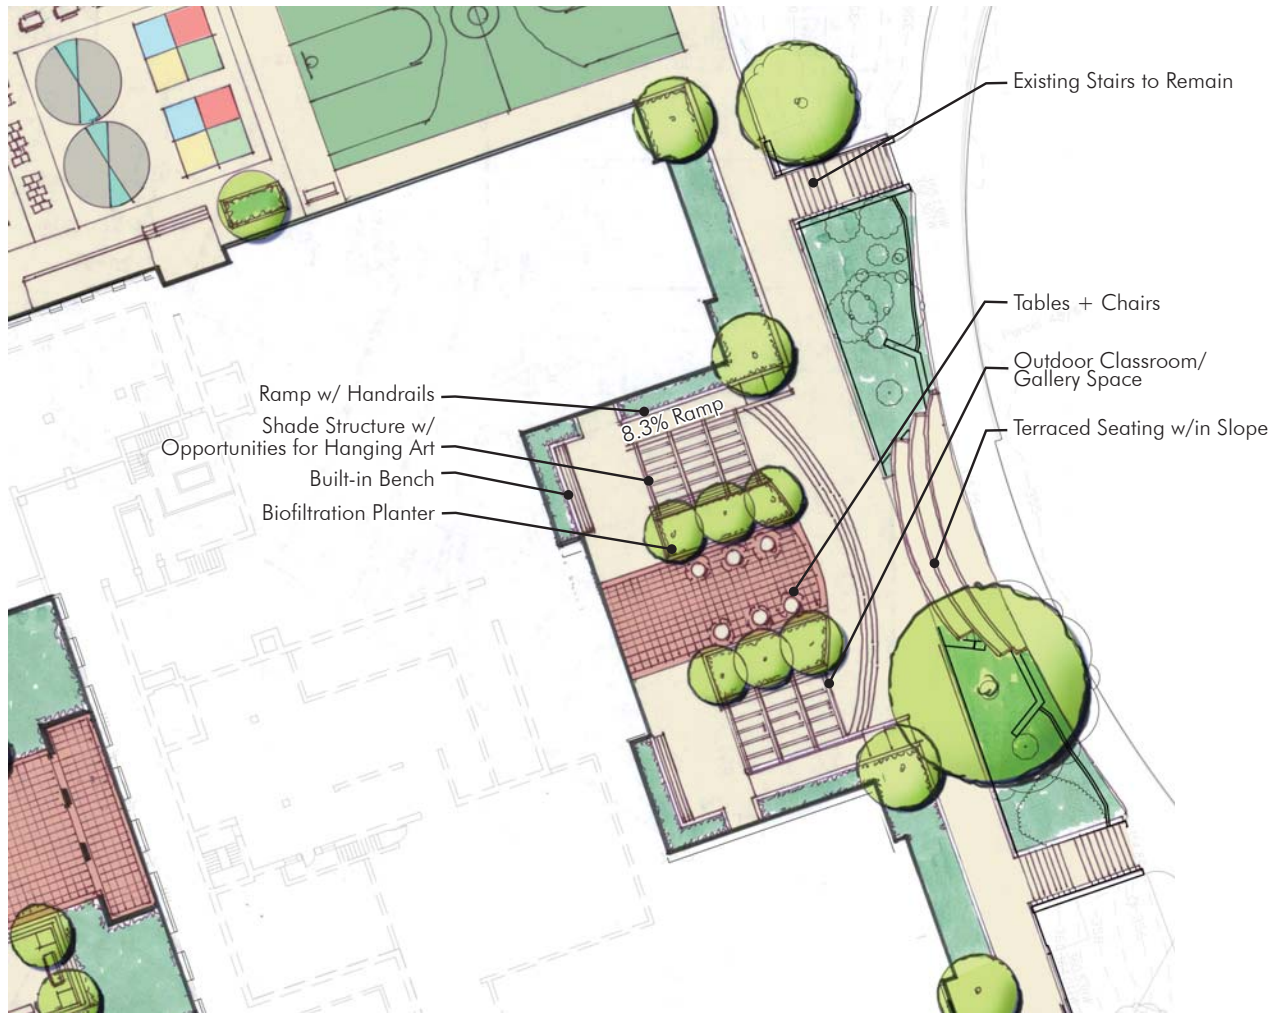 Existing Stairs to Remain
Tables + Chairs
Outdoor Classroom/
Gallery Space
Terraced Seating w/in Slope
Ramp w/ Handrails
8.3% Ramp
Shade Structure w/
Opportunities for Hanging Art
Built-in Bench
Biofiltration Planter